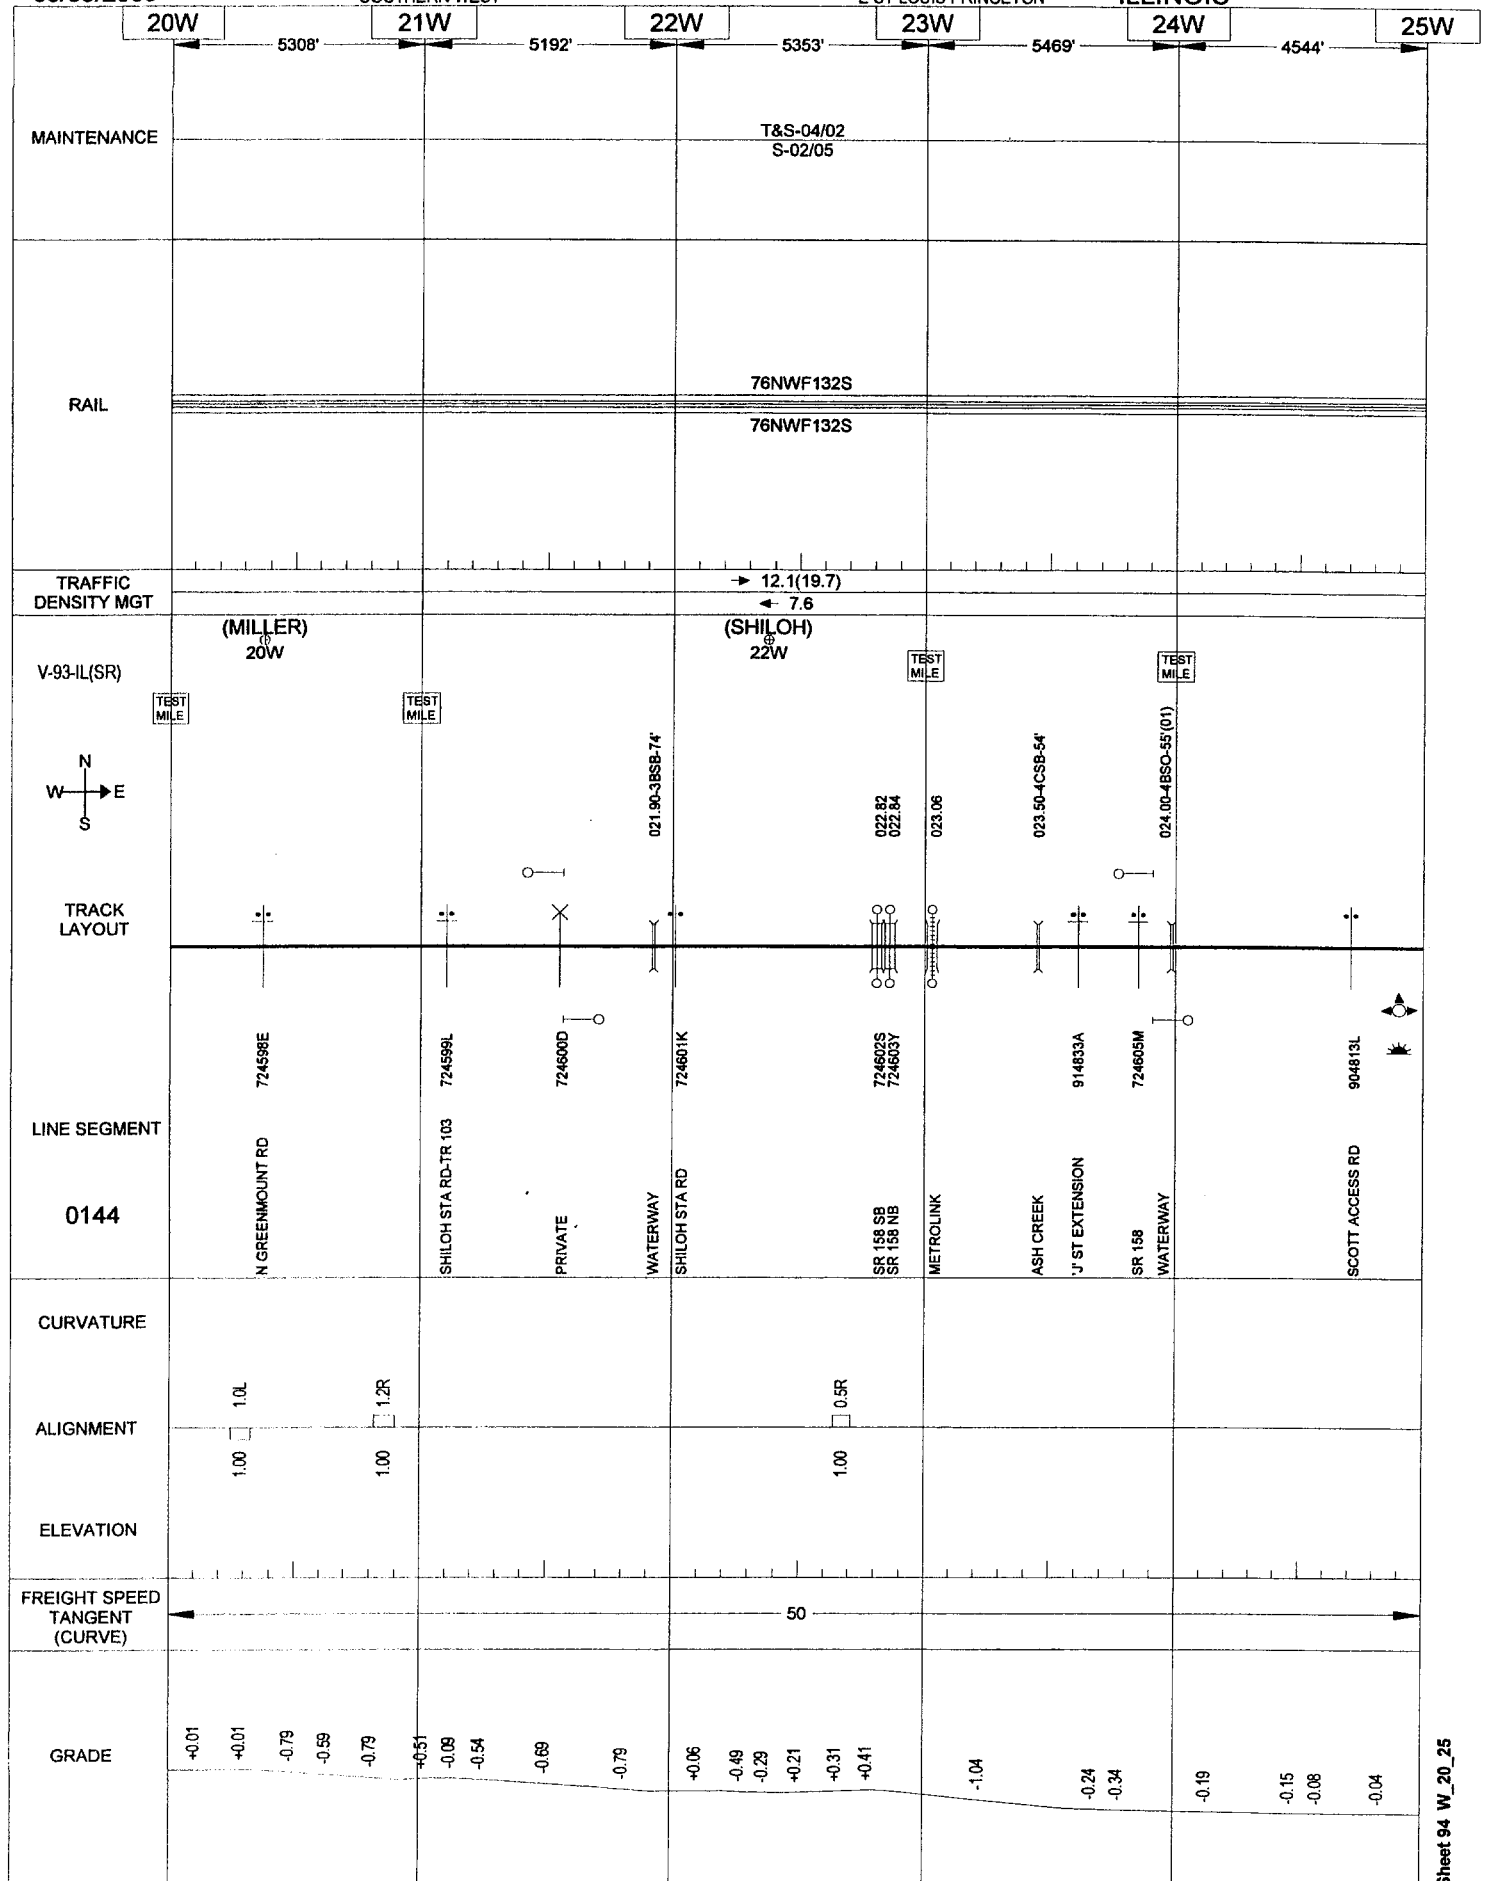 ILLINOIS
20W 21W 22W 23W 24W 25W
5308' 5192' 5353' 5469' 4544'
MAINTENANCE
T&S-04/02
S-02/05
RAIL
76NWF132S
76NWF132S
TRAFFIC
DENSITY MGT
12.1(19.7)
7.6
(MILLER)
20W
(SHILOH)
22W
V-93-IL(SR)
TEST
MILE
TEST
MILE
TEST
MILE
TEST
MILE
N
W E
S
021.90-3BSB-74'
022.82
022.84
023.06
023.50-4CSB-54'
024.00-4BSO-55'(01)
TRACK
LAYOUT
724598E
724599L
724600D
724601K
724602S
724603Y
914833A
724605M
904813L
LINE SEGMENT
0144
N GREENMOUNT RD
SHILOH STA RD-TR 103
PRIVATE
WATERWAY
SHILOH STA RD
SR 158 SB
SR 158 NB
METROLINK
ASH CREEK
'J' ST EXTENSION
SR 158
WATERWAY
SCOTT ACCESS RD
CURVATURE
1.0L
1.2R
0.5R
ALIGNMENT
1.00
1.00
1.00
ELEVATION
FREIGHT SPEED
TANGENT
(CURVE)
50
GRADE
+0.01
+0.01
-0.79
-0.59
-0.79
+0.51
-0.09
-0.54
-0.69
-0.79
+0.06
-0.49
-0.29
+0.21
+0.31
+0.41
-1.04
-0.24
-0.34
-0.19
-0.15
-0.08
-0.04
Sheet 94 W_20_25